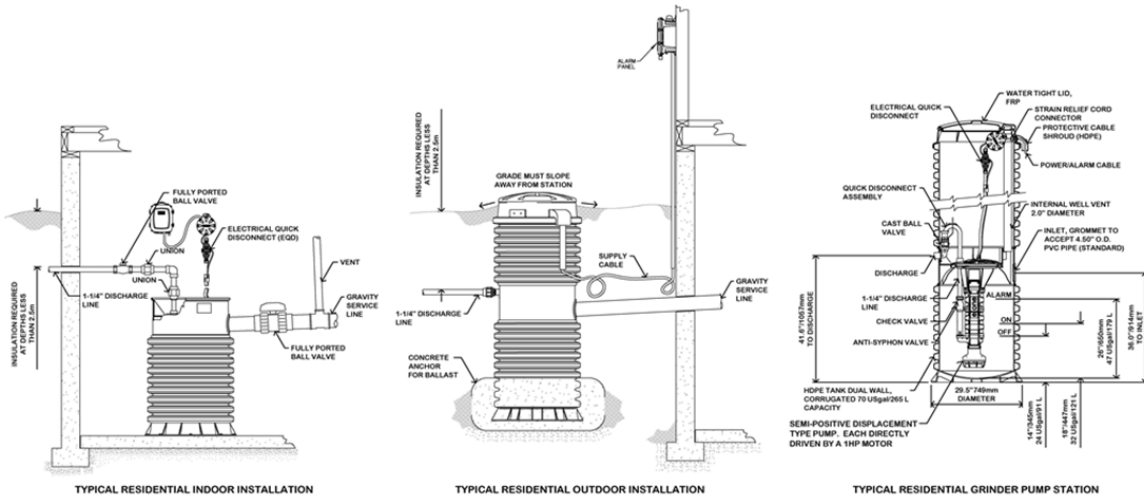 INSULATION REQUIRED
AT DEPTHS LESS
THAN 2.5m
FULLY PORTED
BALL VALVE
ELECTRICAL QUICK
DISCONNECT (EQD)
UNION
UNION
VENT
1-1/4" DISCHARGE
LINE
GRAVITY
SERVICE
LINE
FULLY PORTED
BALL VALVE
TYPICAL RESIDENTIAL INDOOR INSTALLATION
ALARM
PANEL
INSULATION REQUIRED
AT DEPTHS LESS
THAN 2.5m
GRADE MUST SLOPE
AWAY FROM STATION
SUPPLY
CABLE
GRAVITY
SERVICE
LINE
1-1/4" DISCHARGE
LINE
CONCRETE
ANCHOR
FOR BALLAST
TYPICAL RESIDENTIAL OUTDOOR INSTALLATION
WATER TIGHT LID,
FRP
ELECTRICAL QUICK
DISCONNECT
STRAIN RELIEF CORD
CONNECTOR
PROTECTIVE CABLE
SHROUD (HDPE)
POWER/ALARM CABLE
QUICK DISCONNECT
ASSEMBLY
INTERNAL WELL VENT
2.0" DIAMETER
CAST BALL
VALVE
INLET, GROMMET TO
ACCEPT 4.50" O.D.
PVC PIPE (STANDARD)
DISCHARGE
1-1/4" DISCHARGE
LINE
ALARM
CHECK VALVE
ON
OFF
ANTI-SYPHON VALVE
41.6"/1057mm
TO DISCHARGE
26"/650mm
47 USgal/179 L
36.0"/914mm
TO INLET
HDPE TANK DUAL WALL,
CORRUGATED 70 USgal/265 L
CAPACITY
29.5"749mm
DIAMETER
14"/345mm
24 USgal/91 L
18"/447mm
32 USgal/121 L
SEMI-POSITIVE DISPLACEMENT
TYPE PUMP. EACH DIRECTLY
DRIVEN BY A 1HP MOTOR
TYPICAL RESIDENTIAL GRINDER PUMP STATION